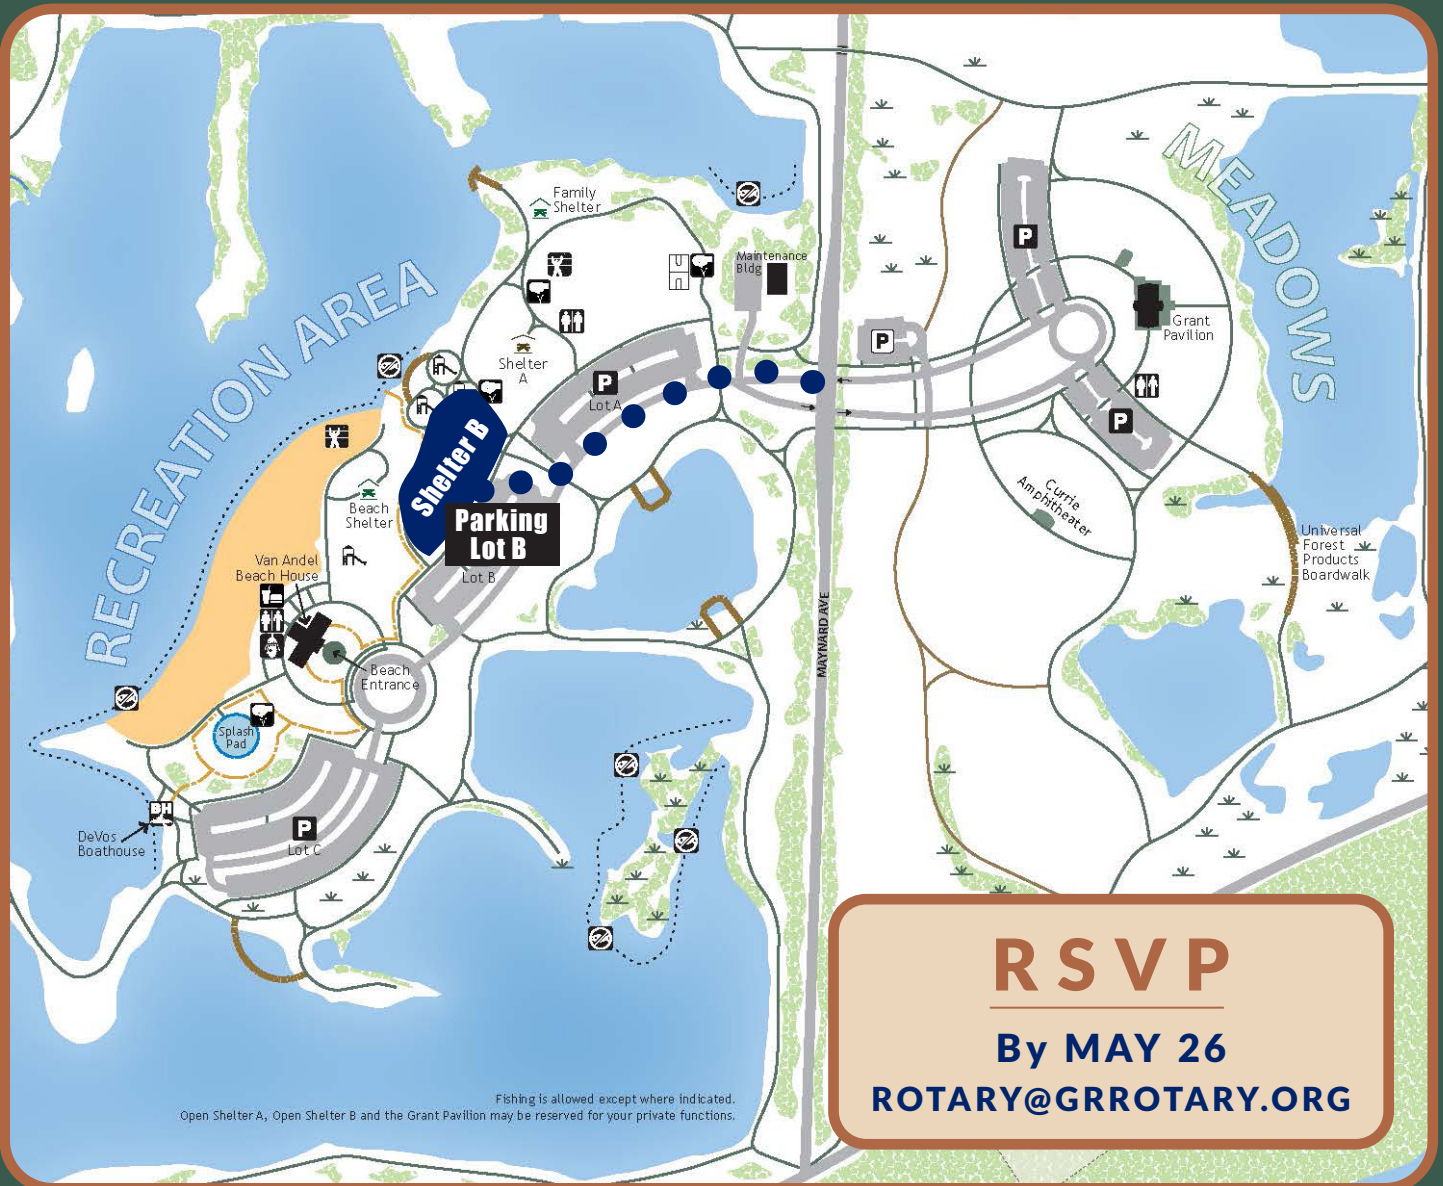 MEADOWS
Family
Shelter
Maintenance
Bldg
P
Grant
Pavilion
RECREATION AREA
P
Shelter
A
P
Lot A
P
Shelter B
Parking
Lot B
Lot B
Currie
Amphitheater
Beach
Shelter
Universal
Forest
Products
Boardwalk
Van Andel
Beach House
MAYNARD AVE
Beach
Entrance
Splash
Pad
BH
DeVos
Boathouse
P
Lot C
RSVP
By MAY 26
ROTARY@GRROTARY.ORG
Fishing is allowed except where indicated.
Open Shelter A, Open Shelter B and the Grant Pavilion may be reserved for your private functions.